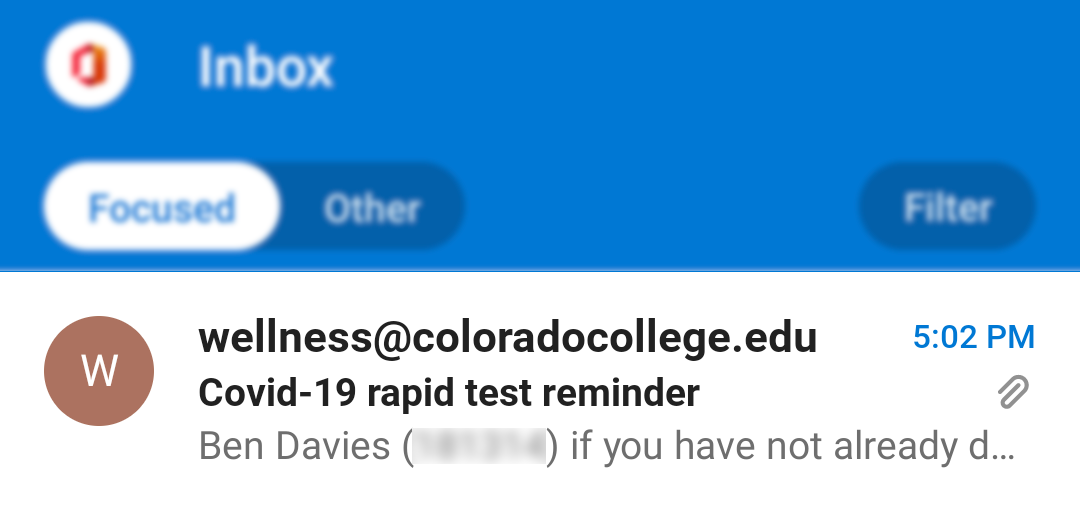 Inbox
Focused
Other
Filter
wellness@coloradocollege.edu
5:02 PM
W
Covid-19 rapid test reminder
Ben Davies () if you have not already d...